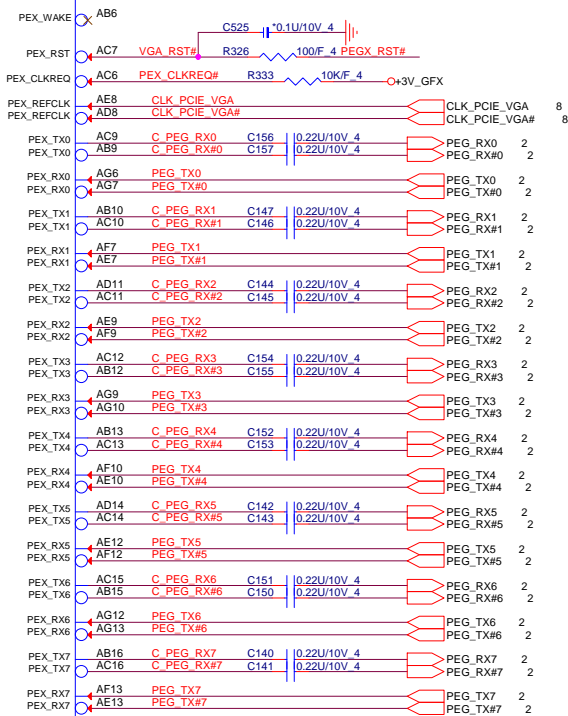 PEX_WAKE AB6
C525 *0.1U/10V_4
PEX_RST AC7 VGA_RST# R326 100/F_4 PEGX_RST#
PEX_CLKREQ AC6 PEX_CLKREQ# R333 10K/F_4 +3V_GFX
PEX_REFCLK AE8 CLK_PCIE_VGA CLK_PCIE_VGA 8
PEX_REFCLK AD8 CLK_PCIE_VGA# CLK_PCIE_VGA# 8
PEX_TX0 AC9 C_PEG_RX0 C156 0.22U/10V_4 PEG_RX0 2
PEX_TX0 AB9 C_PEG_RX#0 C157 0.22U/10V_4 PEG_RX#0 2
PEX_RX0 AG6 PEG_TX0 PEG_TX0 2
PEX_RX0 AG7 PEG_TX#0 PEG_TX#0 2
PEX_TX1 AB10 C_PEG_RX1 C147 0.22U/10V_4 PEG_RX1 2
PEX_TX1 AC10 C_PEG_RX#1 C146 0.22U/10V_4 PEG_RX#1 2
PEX_RX1 AF7 PEG_TX1 PEG_TX1 2
PEX_RX1 AE7 PEG_TX#1 PEG_TX#1 2
PEX_TX2 AD11 C_PEG_RX2 C144 0.22U/10V_4 PEG_RX2 2
PEX_TX2 AC11 C_PEG_RX#2 C145 0.22U/10V_4 PEG_RX#2 2
PEX_RX2 AE9 PEG_TX2 PEG_TX2 2
PEX_RX2 AF9 PEG_TX#2 PEG_TX#2 2
PEX_TX3 AC12 C_PEG_RX3 C154 0.22U/10V_4 PEG_RX3 2
PEX_TX3 AB12 C_PEG_RX#3 C155 0.22U/10V_4 PEG_RX#3 2
PEX_RX3 AG9 PEG_TX3 PEG_TX3 2
PEX_RX3 AG10 PEG_TX#3 PEG_TX#3 2
PEX_TX4 AB13 C_PEG_RX4 C152 0.22U/10V_4 PEG_RX4 2
PEX_TX4 AC13 C_PEG_RX#4 C153 0.22U/10V_4 PEG_RX#4 2
PEX_RX4 AF10 PEG_TX4 PEG_TX4 2
PEX_RX4 AE10 PEG_TX#4 PEG_TX#4 2
PEX_TX5 AD14 C_PEG_RX5 C142 0.22U/10V_4 PEG_RX5 2
PEX_TX5 AC14 C_PEG_RX#5 C143 0.22U/10V_4 PEG_RX#5 2
PEX_RX5 AE12 PEG_TX5 PEG_TX5 2
PEX_RX5 AF12 PEG_TX#5 PEG_TX#5 2
PEX_TX6 AC15 C_PEG_RX6 C151 0.22U/10V_4 PEG_RX6 2
PEX_TX6 AB15 C_PEG_RX#6 C150 0.22U/10V_4 PEG_RX#6 2
PEX_RX6 AG12 PEG_TX6 PEG_TX6 2
PEX_RX6 AG13 PEG_TX#6 PEG_TX#6 2
PEX_TX7 AB16 C_PEG_RX7 C140 0.22U/10V_4 PEG_RX7 2
PEX_TX7 AC16 C_PEG_RX#7 C141 0.22U/10V_4 PEG_RX#7 2
PEX_RX7 AF13 PEG_TX7 PEG_TX7 2
PEX_RX7 AE13 PEG_TX#7 PEG_TX#7 2